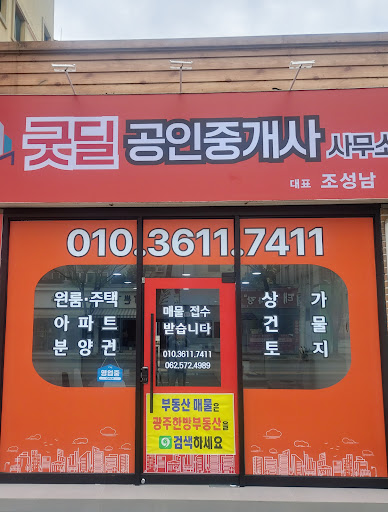 굿딜 공인중개사 사무소
대표 조성남
010.3611.7411
원룸·주택
아파트
분양권
매물 접수
받습니다
010.3611.7411
062.572.4989
상가
건물
토지
영업중
부동산 매물은
광주한방부동산을
검색하세요